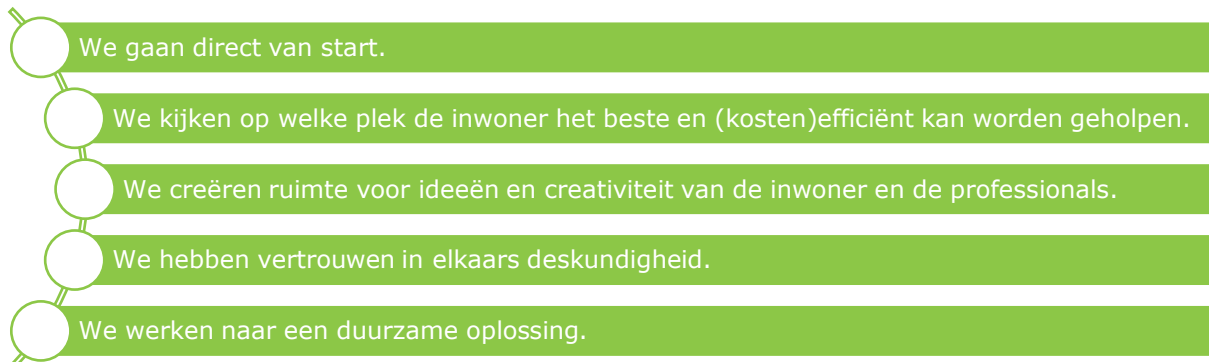 We gaan direct van start.
We kijken op welke plek de inwoner het beste en (kosten)efficiënt kan worden geholpen.
We creëren ruimte voor ideeën en creativiteit van de inwoner en de professionals.
We hebben vertrouwen in elkaars deskundigheid.
We werken naar een duurzame oplossing.